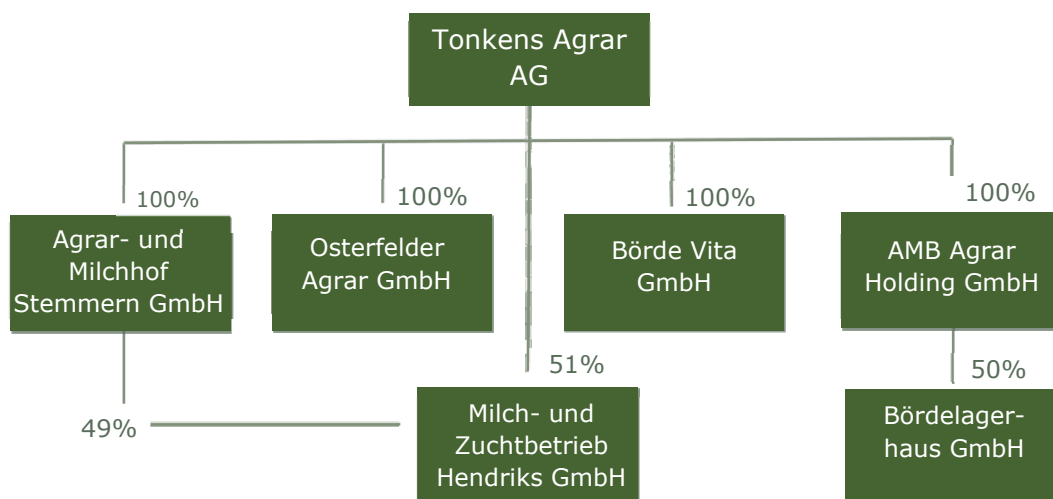 Tonkens Agrar
AG
100%
100%
100%
100%
Agrar- und
Milchhof
Stemmern GmbH
Osterfelder
Agrar GmbH
Börde Vita
GmbH
AMB Agrar
Holding GmbH
51%
50%
49%
Milch- und
Zuchtbetrieb
Hendriks GmbH
Bördelager-
haus GmbH